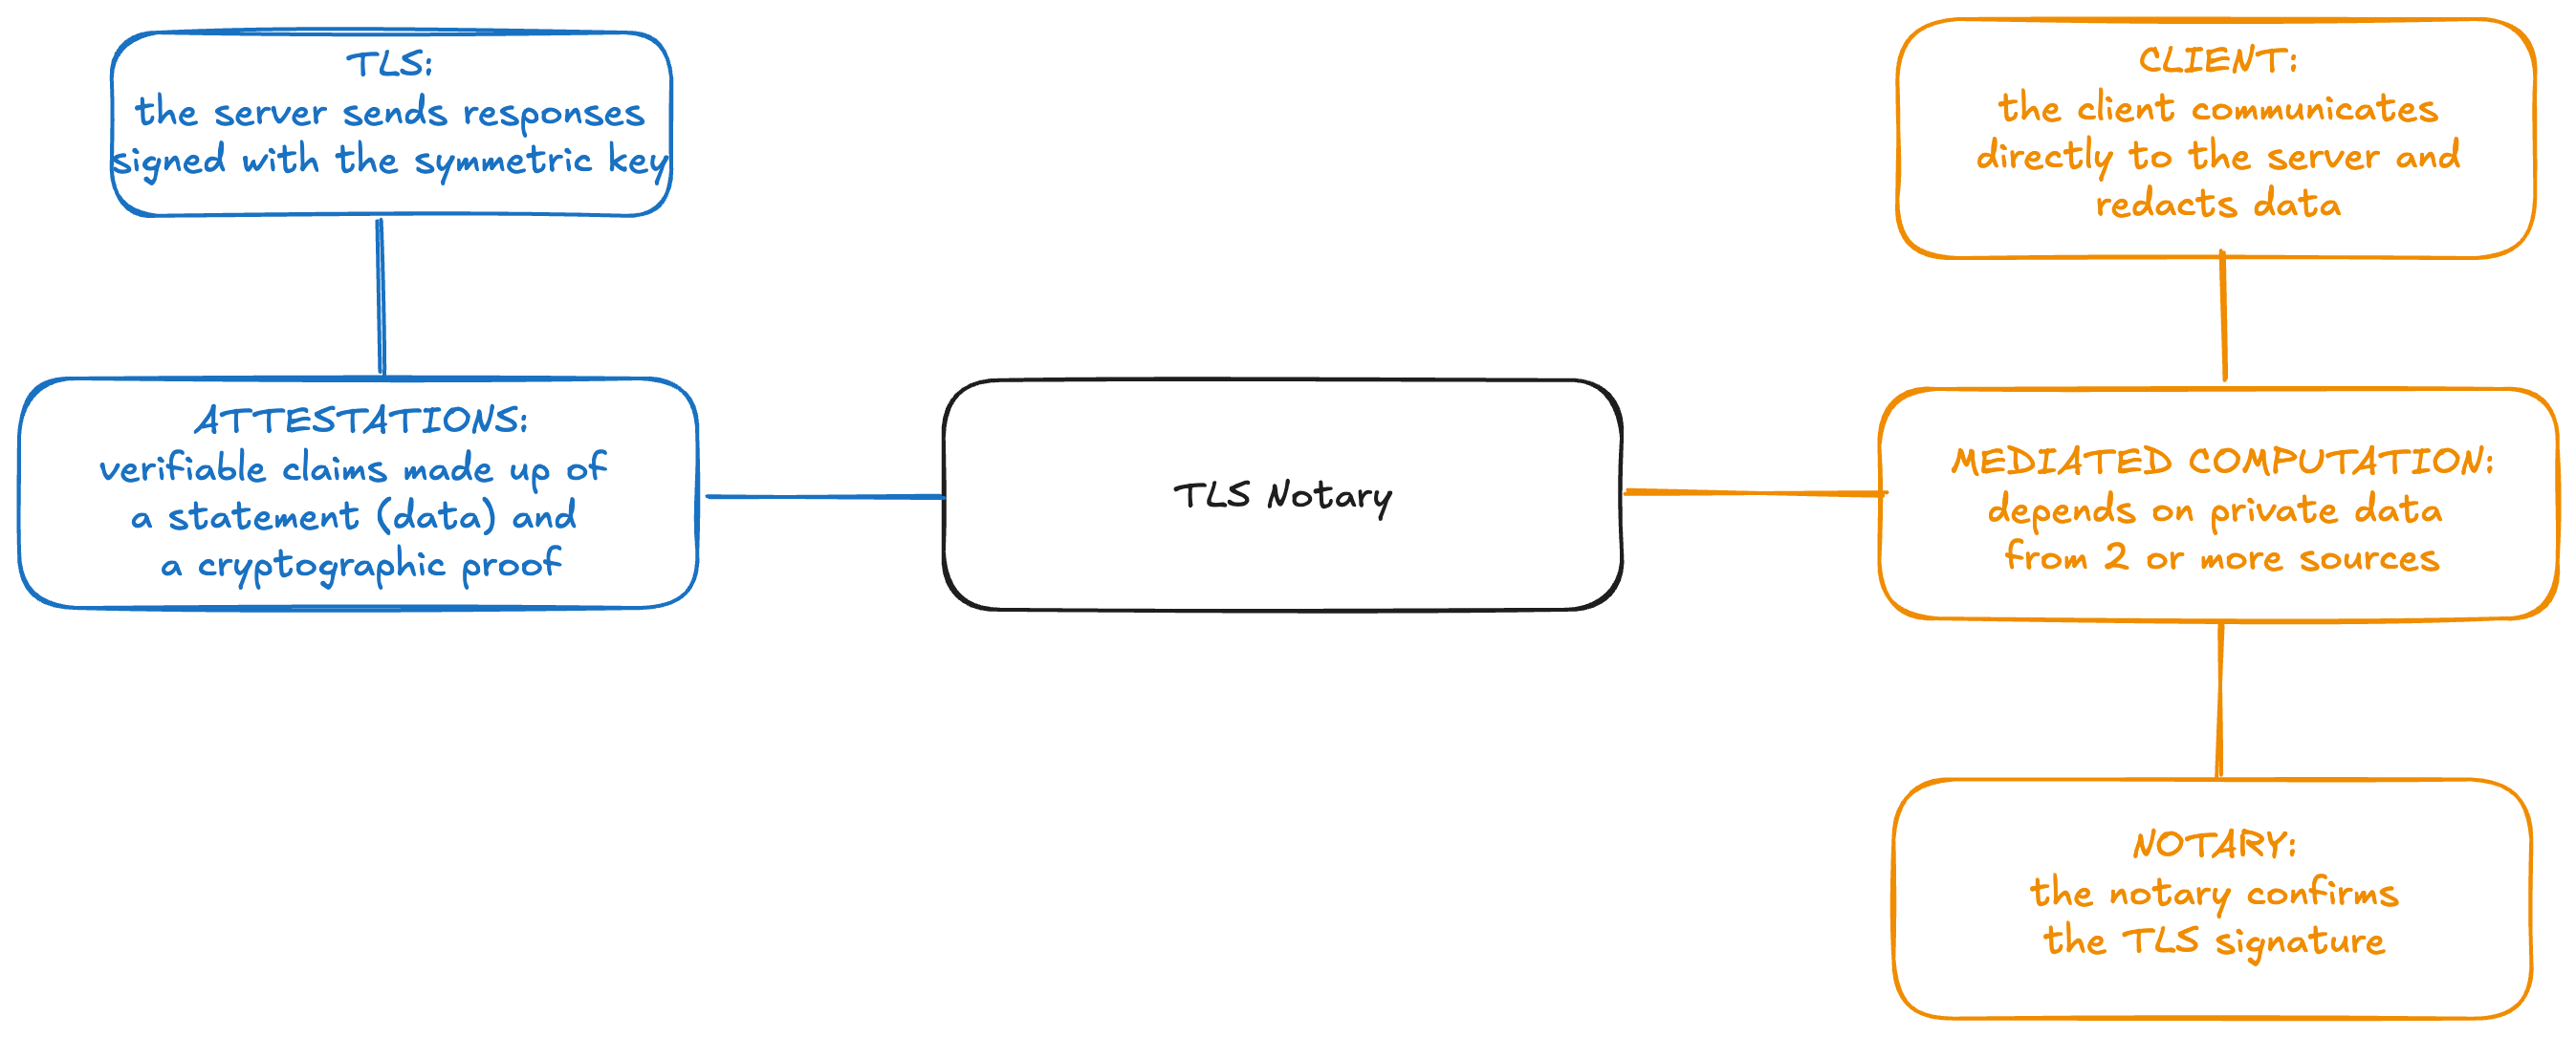 TLS:
the server sends responses
signed with the symmetric key
ATTESTATIONS:
verifiable claims made up of
a statement (data) and
a cryptographic proof
TLS Notary
CLIENT:
the client communicates
directly to the server and
redacts data
MEDIATED COMPUTATION:
depends on private data
from 2 or more sources
NOTARY:
the notary confirms
the TLS signature